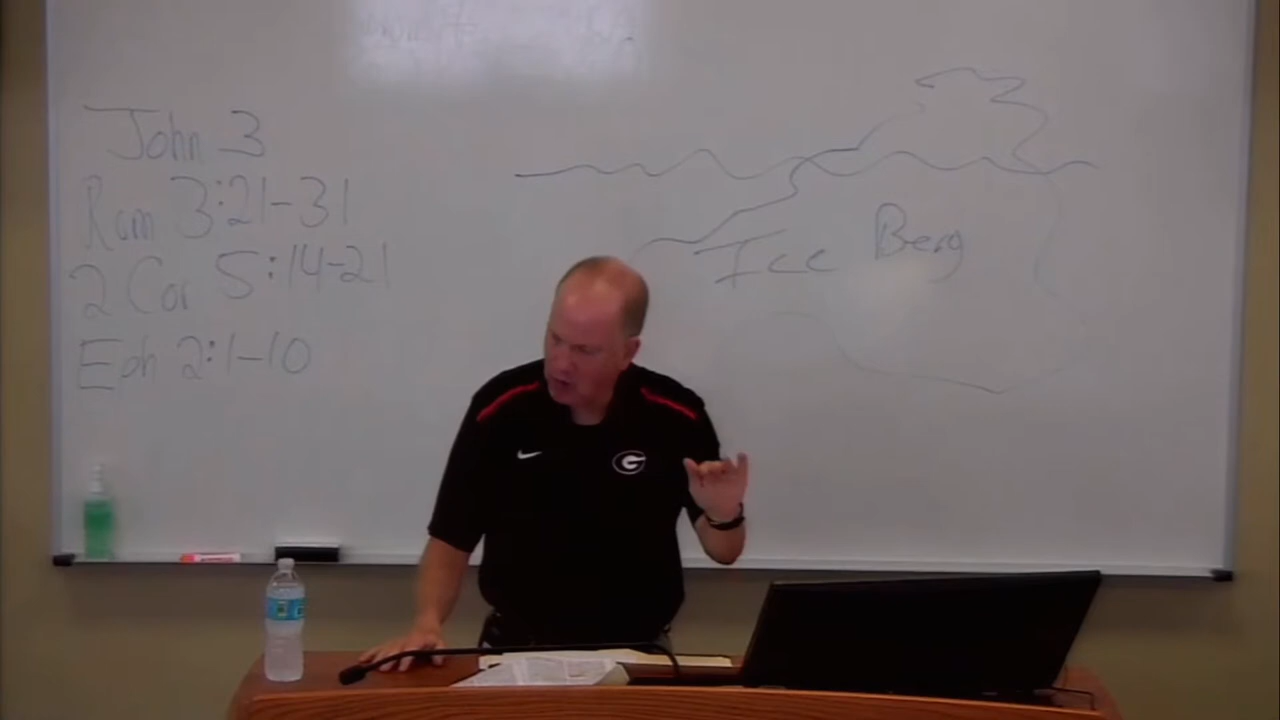 John 3
Rom 3:21-31
2 Cor 5:14-21
Eph 2:1-10
Ice Berg
G